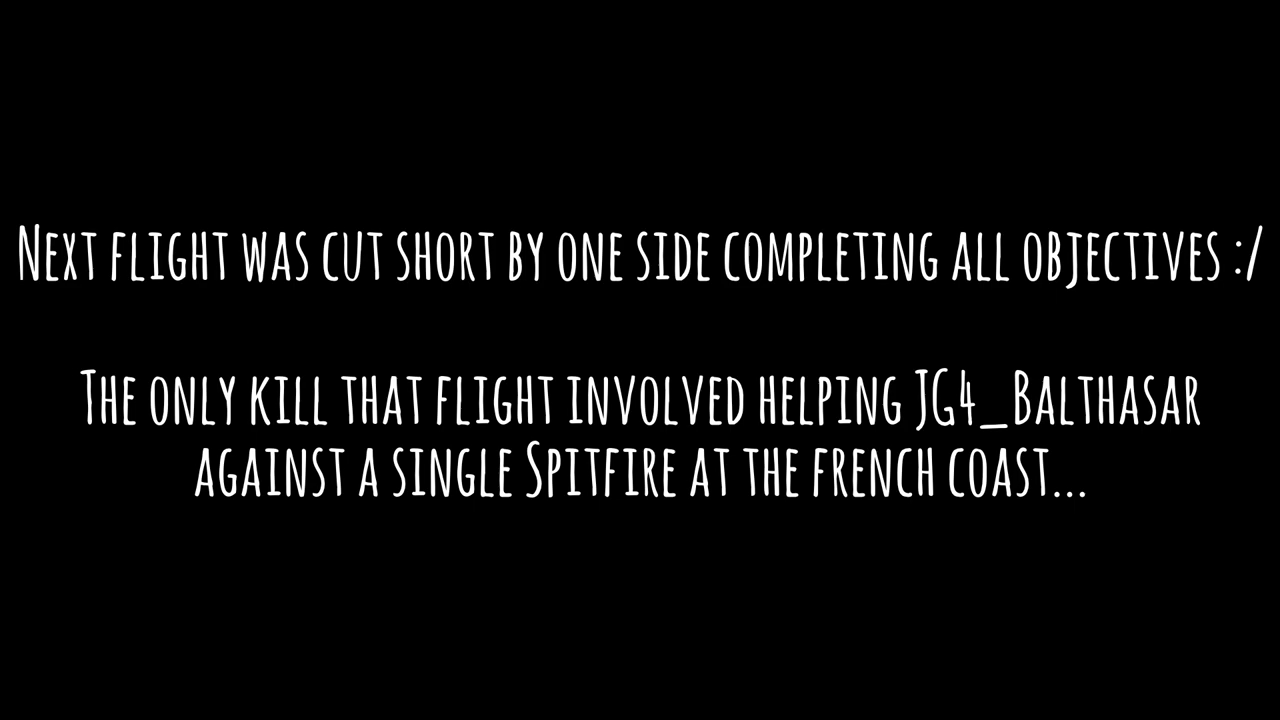 Next flight was cut short by one side completing all objectives :/
The only kill that flight involved helping JG4_Balthasar
against a single Spitfire at the french coast...